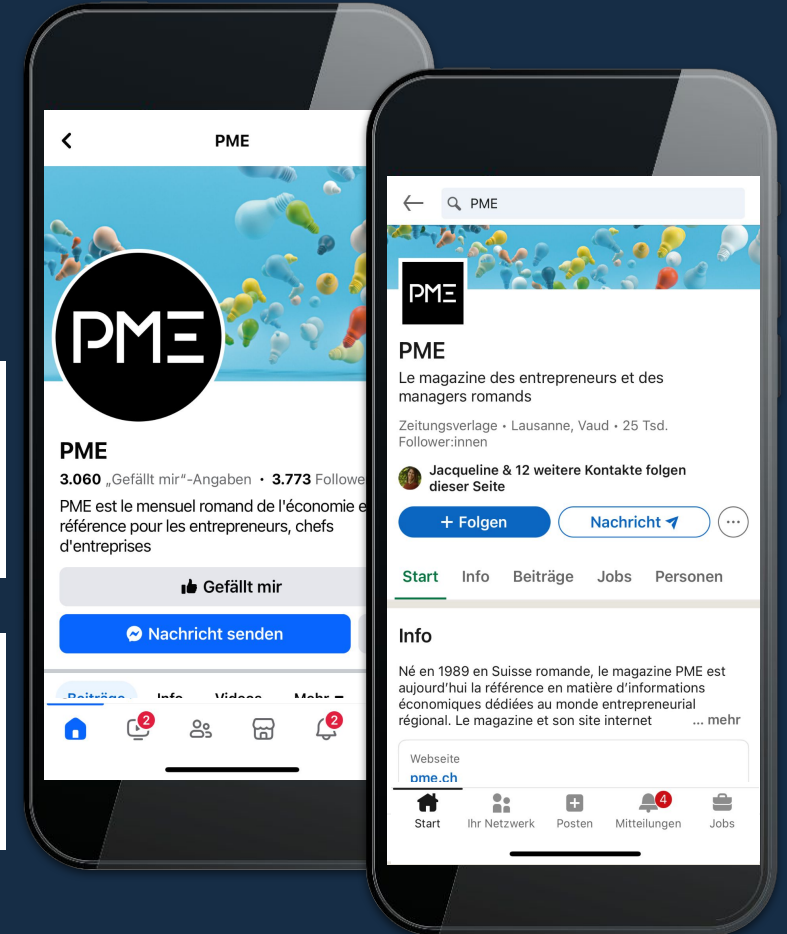 PME
PME
PME
3.060 „Gefällt mir“-Angaben • 3.773 Followe
PME est le mensuel romand de l'économie e
référence pour les entrepreneurs, chefs
d'entreprises
Gefällt mir
Nachricht senden
Beiträge Info Videos Mehr
2
2
PME
PME
PME
Le magazine des entrepreneurs et des
managers romands
Zeitungsverlage • Lausanne, Vaud • 25 Tsd.
Follower:innen
Jacqueline & 12 weitere Kontakte folgen
dieser Seite
+ Folgen Nachricht
Start Info Beiträge Jobs Personen
Info
Né en 1989 en Suisse romande, le magazine PME est
aujourd'hui la référence en matière d'informations
économiques dédiées au monde entrepreneurial
régional. Le magazine et son site internet ... mehr
Webseite
pme.ch
4
Start Ihr Netzwerk Posten Mitteilungen Jobs